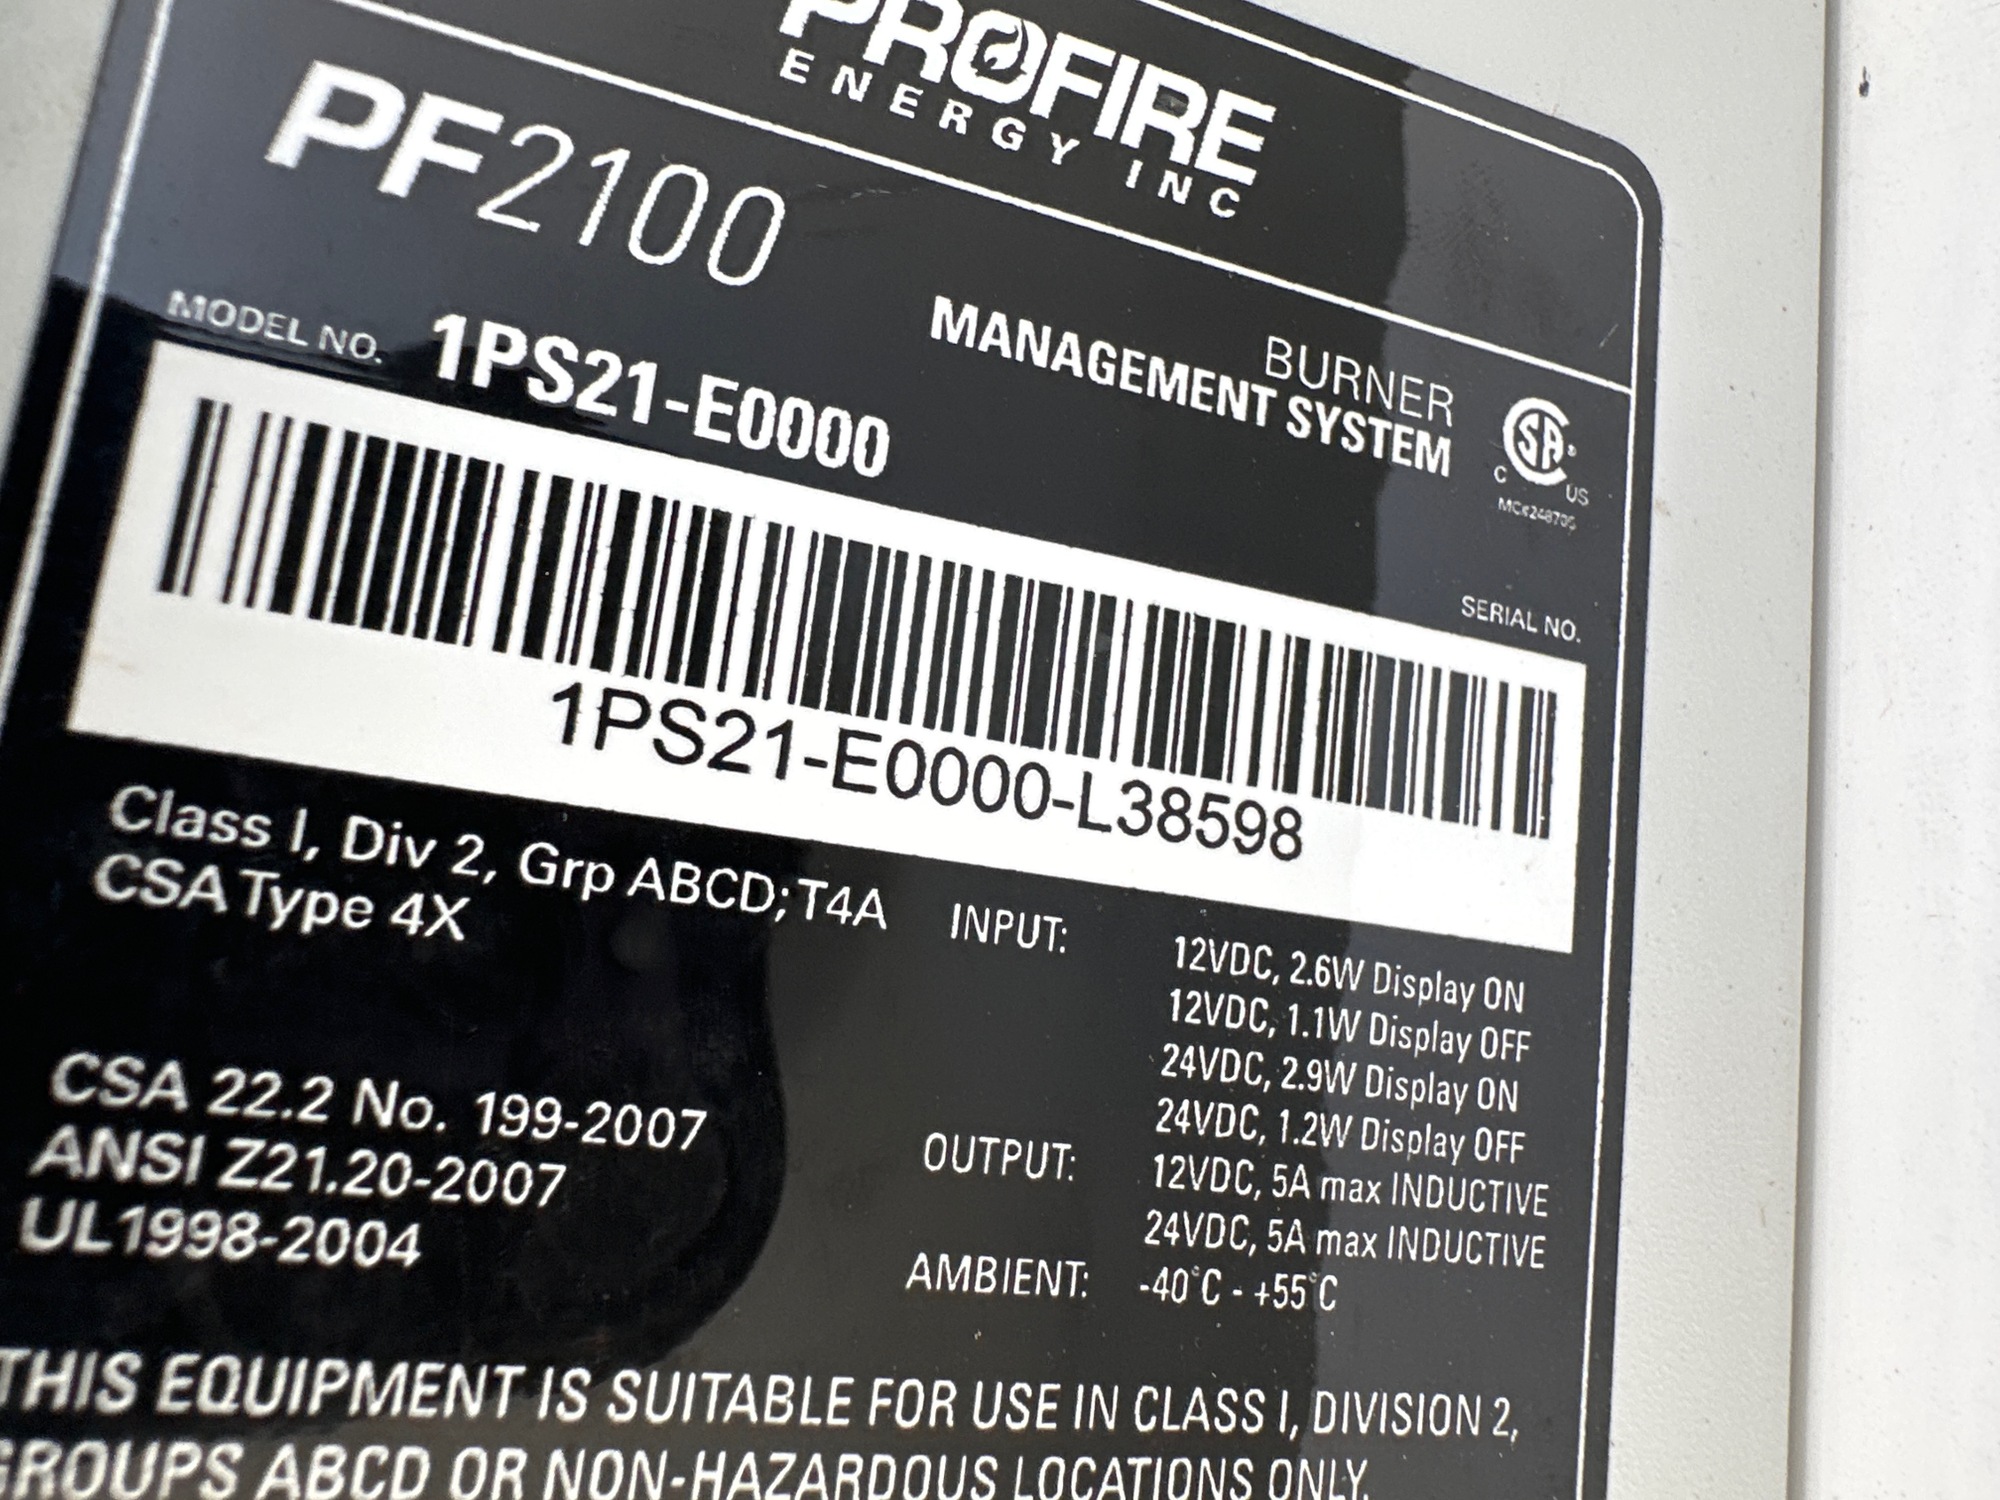 PROFIRE
ENERGY INC
PF2100
BURNER
MANAGEMENT SYSTEM
MODEL NO. 1PS21-E0000
CSA
C US
SERIAL NO.
1PS21-E0000-L38598
Class I, Div 2, Grp ABCD; T4A
CSA Type 4X
INPUT: 12VDC, 2.6W Display ON
12VDC, 1.1W Display OFF
24VDC, 2.9W Display ON
24VDC, 1.2W Display OFF
OUTPUT: 12VDC, 5A max INDUCTIVE
24VDC, 5A max INDUCTIVE
AMBIENT: -40°C - +55°C
CSA 22.2 No. 199-2007
ANSI Z21.20-2007
UL1998-2004
THIS EQUIPMENT IS SUITABLE FOR USE IN CLASS I, DIVISION 2,
GROUPS ABCD OR NON-HAZARDOUS LOCATIONS ONLY.